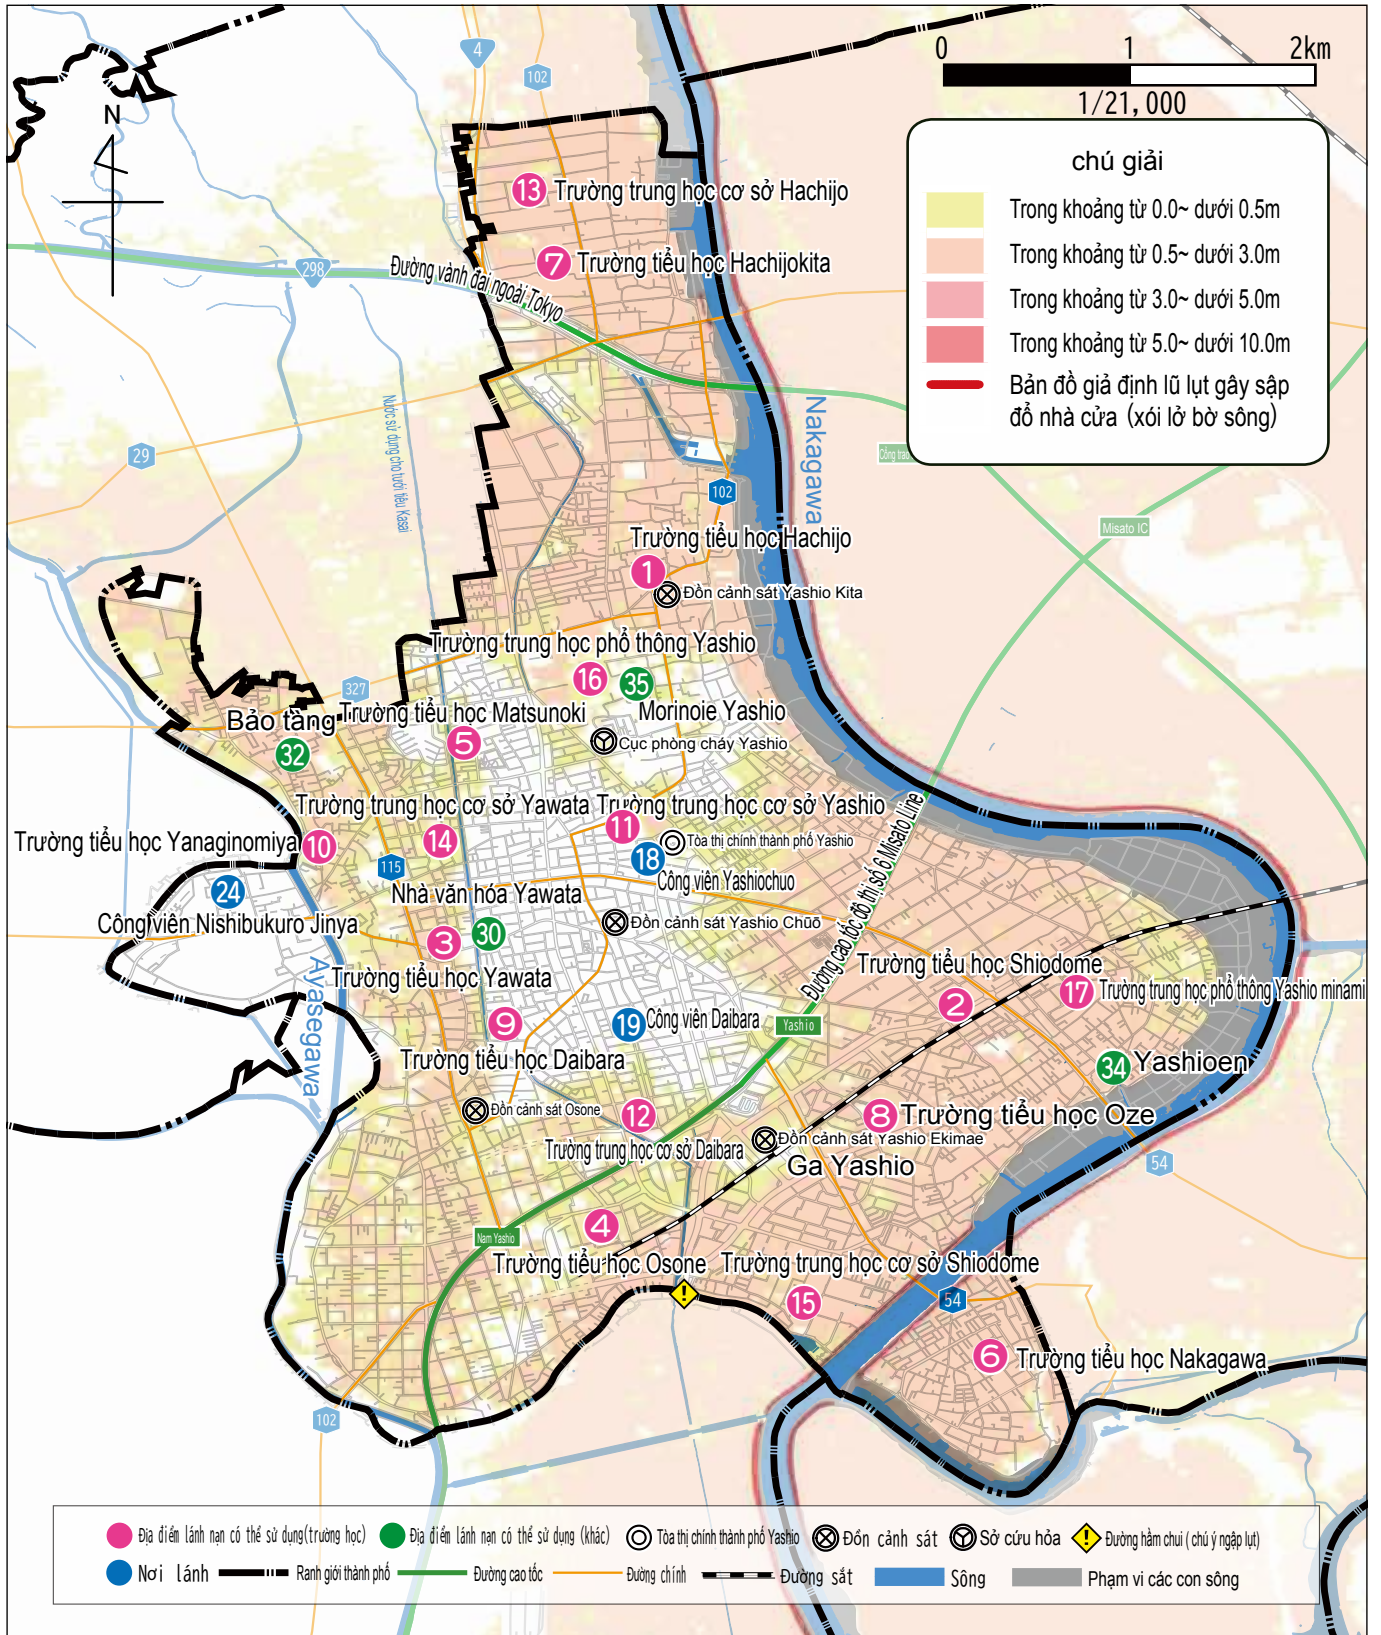 0 1 2km
1/21,000
N
4
102
chú giải
Trong khoảng từ 0.0~ dưới 0.5m
Trong khoảng từ 0.5~ dưới 3.0m
Trong khoảng từ 3.0~ dưới 5.0m
Trong khoảng từ 5.0~ dưới 10.0m
Bản đồ giả định lũ lụt gây sập
đổ nhà cửa (xói lở bờ sông)
13 Trường trung học cơ sở Hachijo
7 Trường tiểu học Hachijokita
298
Đường vành đai ngoài Tokyo
Nakagawa
29
Nước sử dụng cho tưới tiêu Kasai
Misato IC
102
Trường tiểu học Hachijo
1
Đồn cảnh sát Yashio Kita
Trường trung học phổ thông Yashio
16
35
Morinoie Yashio
327
Bảo tàng
32
Trường tiểu học Matsunoki
5
Cục phòng cháy Yashio
Trường trung học cơ sở Yawata
14
Trường trung học cơ sở Yashio
11
Tòa thị chính thành phố Yashio
18
Công viên Yashiochuo
Trường tiểu học Yanaginomiya
10
115
24
Công viên Nishibukuro Jinya
Nhà văn hóa Yawata
3
30
Trường tiểu học Yawata
Đồn cảnh sát Yashio Chūō
Đường cao tốc đô thị số 6 Misato Line
Ayasegawa
Trường tiểu học Shiodome
2
17
Trường trung học phổ thông Yashio minami
9
Trường tiểu học Daibara
19
Công viên Daibara
Yashio
34
Yashioen
Đồn cảnh sát Osone
12
Trường trung học cơ sở Daibara
8
Trường tiểu học Oze
Đồn cảnh sát Yashio Ekimae
Ga Yashio
54
Nam Yashio
4
Trường tiểu học Osone
Trường trung học cơ sở Shiodome
15
54
6
Trường tiểu học Nakagawa
102
Địa điểm lánh nạn có thể sử dụng(trường học)
Địa điểm lánh nạn có thể sử dụng (khác)
Tòa thị chính thành phố Yashio
Đồn cảnh sát
Sở cứu hỏa
Đường hầm chui ( chú ý ngập lụt)
Nơi lánh
Ranh giới thành phố
Đường cao tốc
Đường chính
Đường sắt
Sông
Phạm vi các con sông